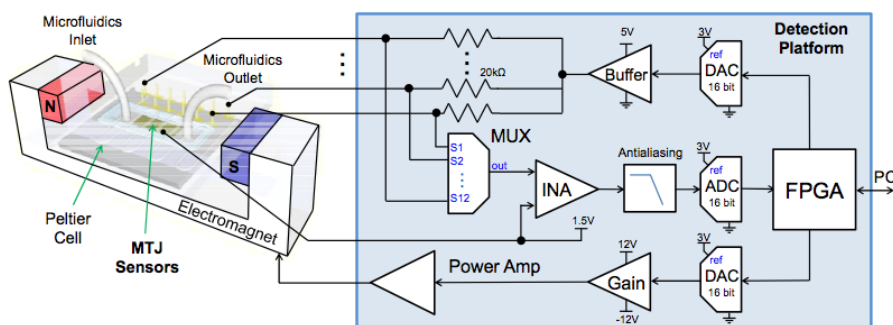 Microfluidics
Inlet
Microfluidics
Outlet
N
S
Peltier
Cell
MTJ
Sensors
Electromagnet
Detection
Platform
20kΩ
5V
Buffer
3V
ref
DAC
16 bit
MUX
S1
S2
S12
out
INA
1.5V
Antialiasing
3V
ref
ADC
16 bit
FPGA
PC
Power Amp
12V
Gain
-12V
3V
ref
DAC
16 bit